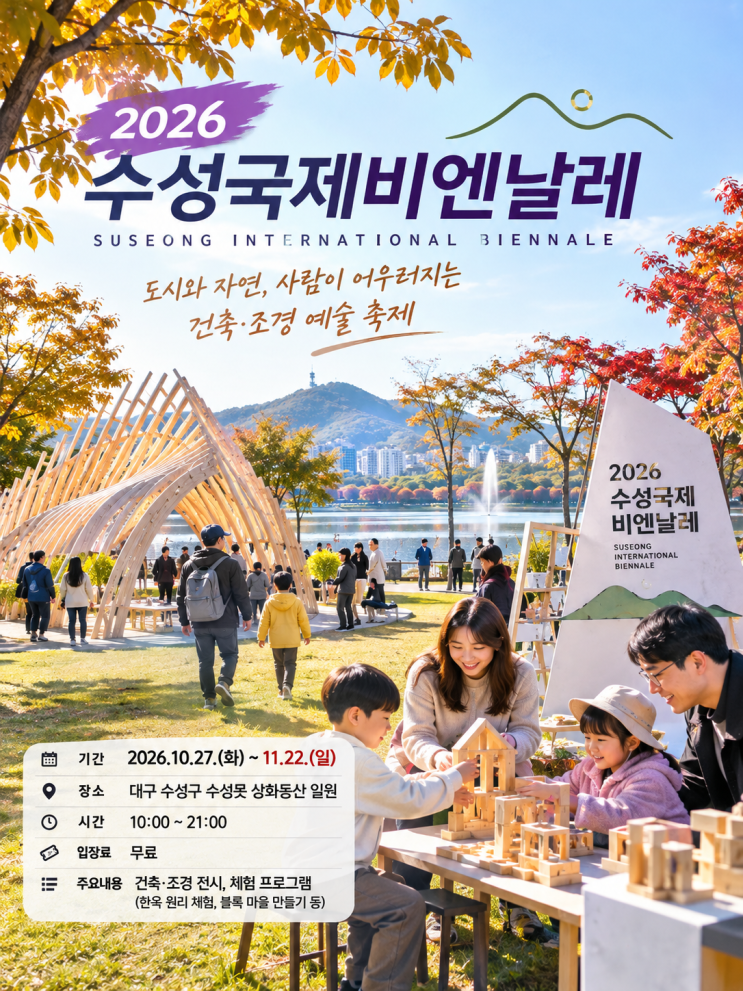 2026
수성국제비엔날레
SUSEONG INTERNATIONAL BIENNALE
도시와 자연, 사람이 어우러지는
건축·조경 예술 축제
2026
수성국제
비엔날레
SUSEONG
INTERNATIONAL
BIENNALE
기간 2026.10.27.(화) ~ 11.22.(일)
장소 대구 수성구 수성못 상화동산 일원
시간 10:00 ~ 21:00
입장료 무료
주요내용 건축·조경 전시, 체험 프로그램
(한옥 원리 체험, 블록 마을 만들기 등)